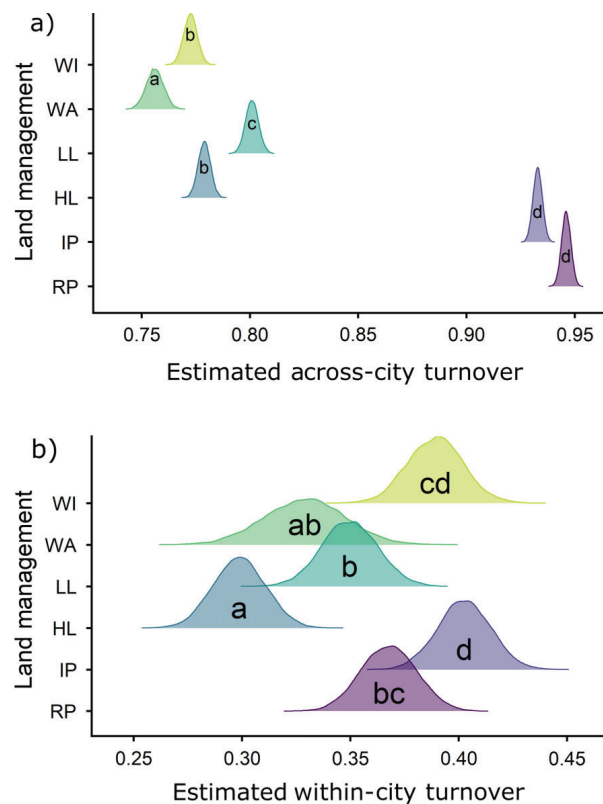 a)
Land management
WI
WA
LL
HL
IP
RP
b
a
c
b
d
d
0.75
0.80
0.85
0.90
0.95
Estimated across-city turnover
b)
Land management
WI
WA
LL
HL
IP
RP
cd
ab
b
a
d
bc
0.25
0.30
0.35
0.40
0.45
Estimated within-city turnover